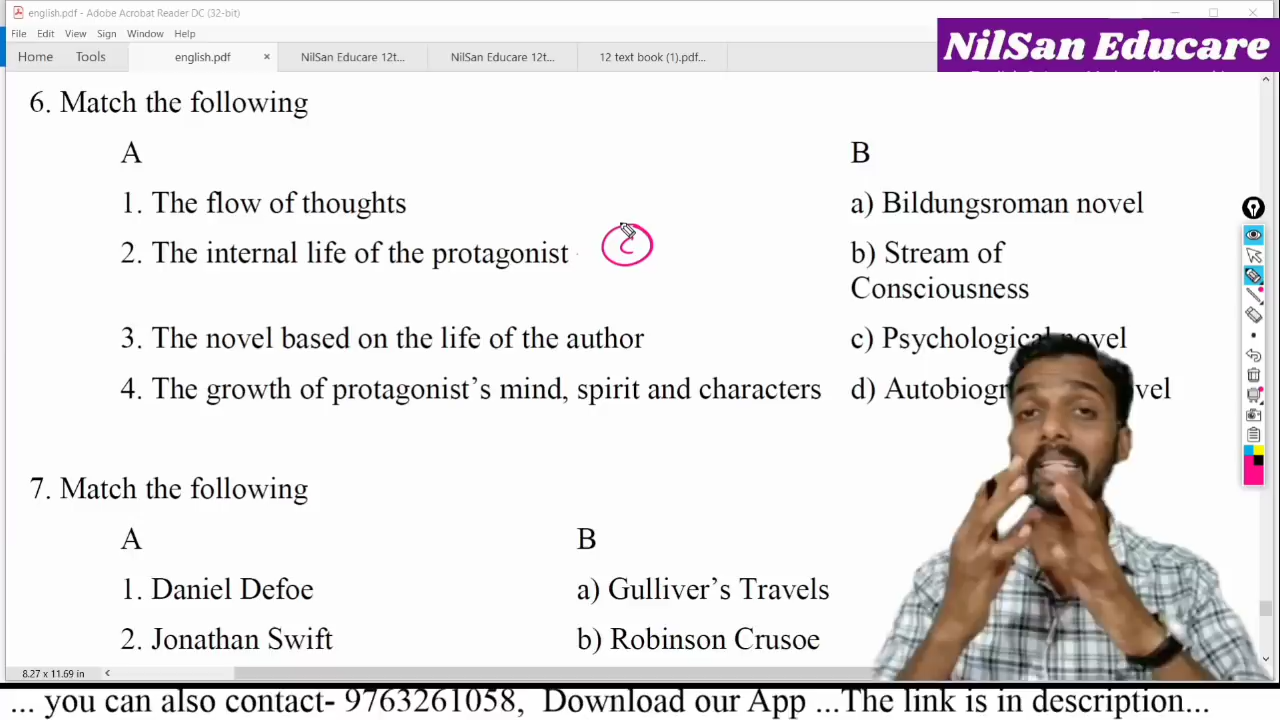 english.pdf - Adobe Acrobat Reader DC (32-bit)
File Edit View Sign Window Help
NilSan Educare
Home Tools english.pdf × NilSan Educare 12t... NilSan Educare 12t... 12 text book (1).pdf...
6. Match the following
A B
1. The flow of thoughts a) Bildungsroman novel
2. The internal life of the protagonist c b) Stream of
Consciousness
3. The novel based on the life of the author c) Psychological novel
4. The growth of protagonist's mind, spirit and characters d)
7. Match the following
A B
1. Daniel Defoe a) Gulliver's Travels
2. Jonathan Swift b) Robinson Crusoe
8.27 x 11.69 in
... you can also contact- 9763261058, Download our App ...The link is in description...